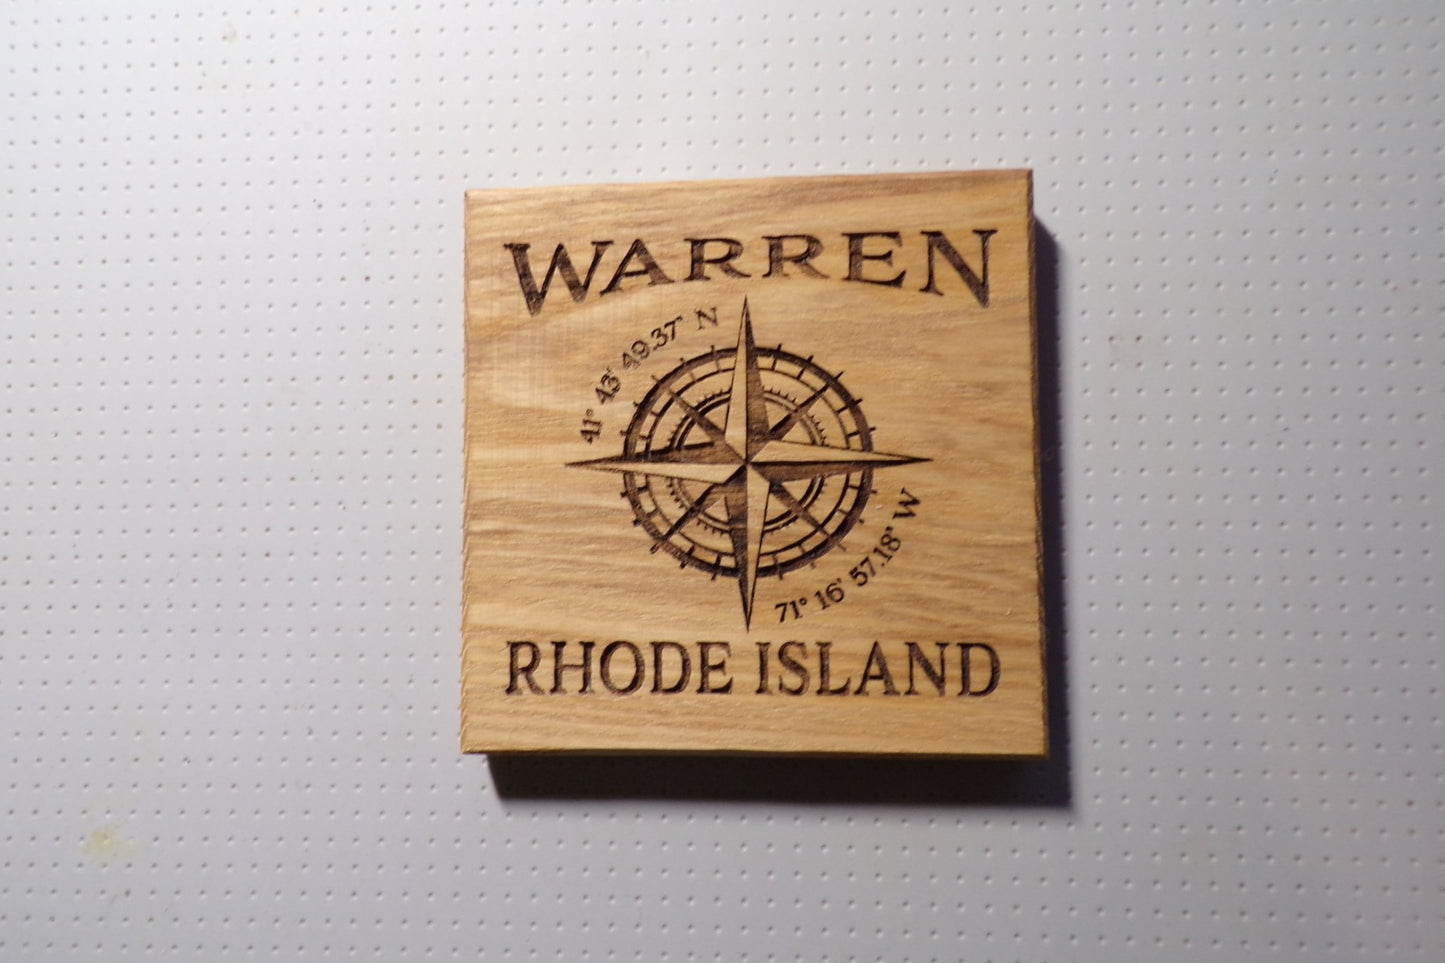 WARREN
41° 43' 49.37" N
71° 16' 57.18" W
RHODE ISLAND